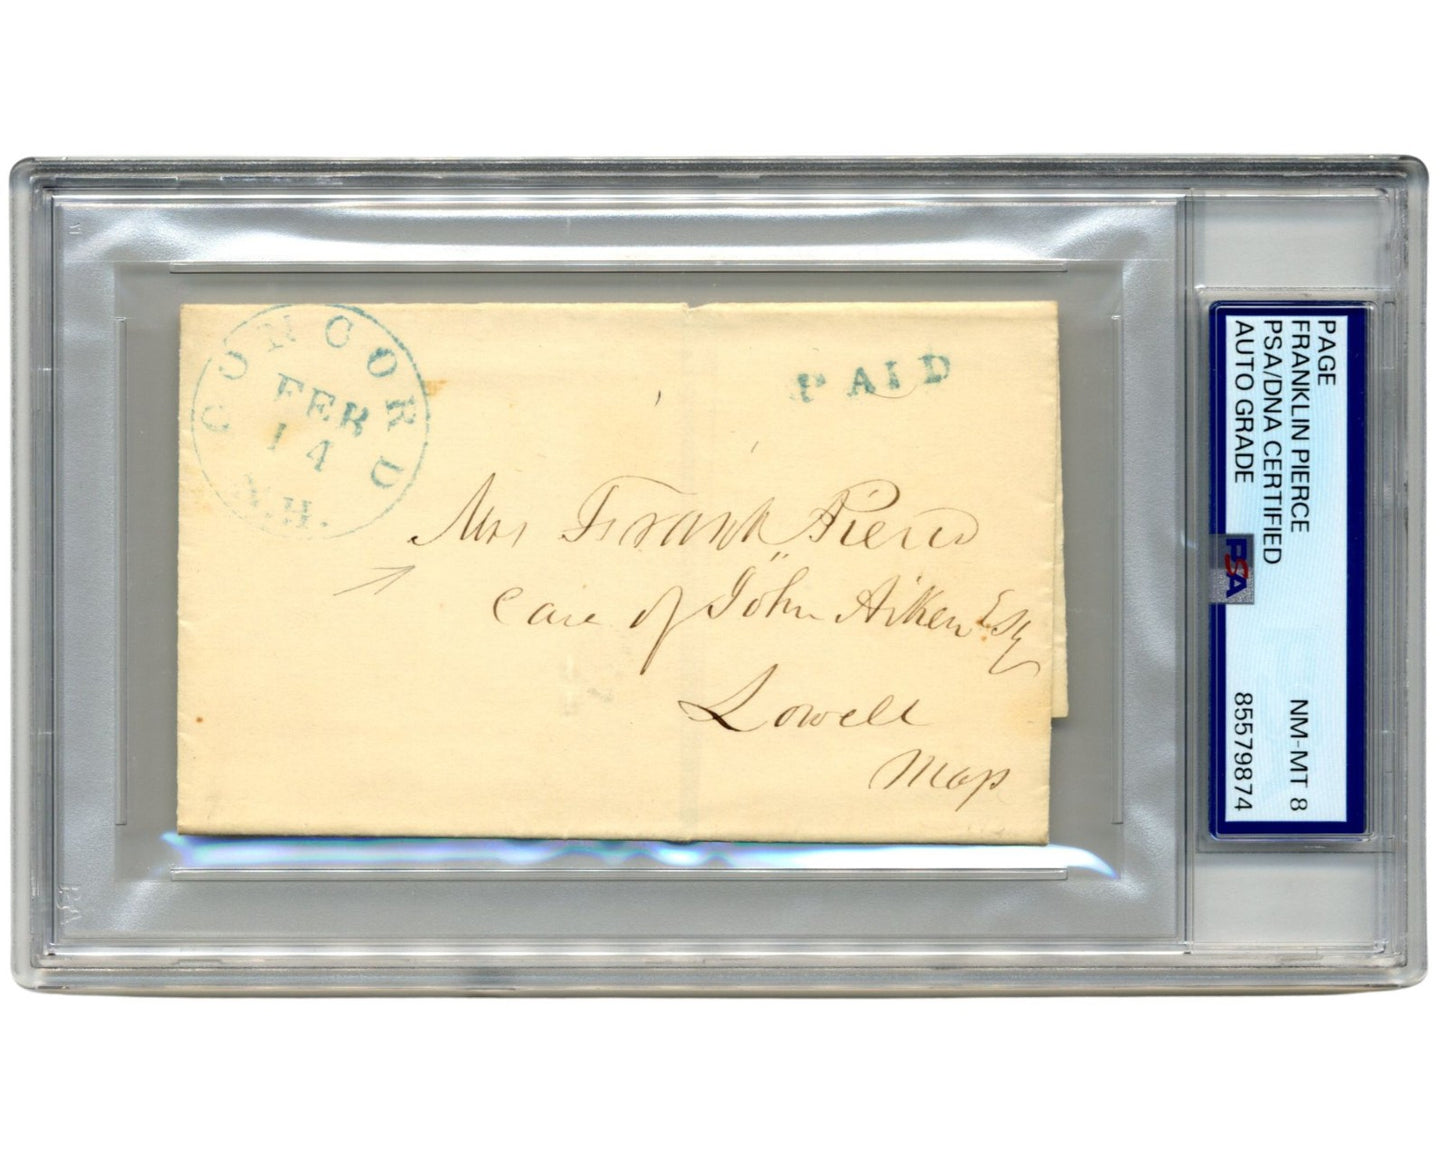 CONCORD
FEB
14
N.H.
PAID
Mrs Frank Pierce
Care of John Aiken Esq
Lowell
Mass
PAGE
FRANKLIN PIERCE
PSA/DNA CERTIFIED NM-MT 8
AUTO GRADE 85579874
PSA
PSA